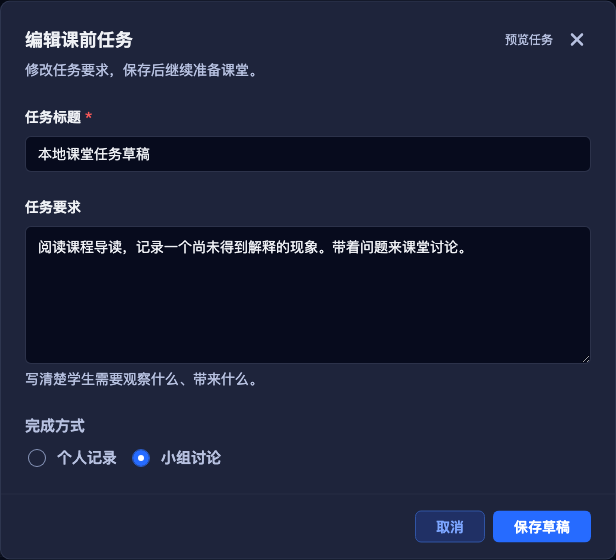 编辑课前任务
预览任务
修改任务要求，保存后继续准备课堂。
任务标题 *
本地课堂任务草稿
任务要求
阅读课程导读，记录一个尚未得到解释的现象。带着问题来课堂讨论。
写清楚学生需要观察什么、带来什么。
完成方式
个人记录
小组讨论
取消
保存草稿